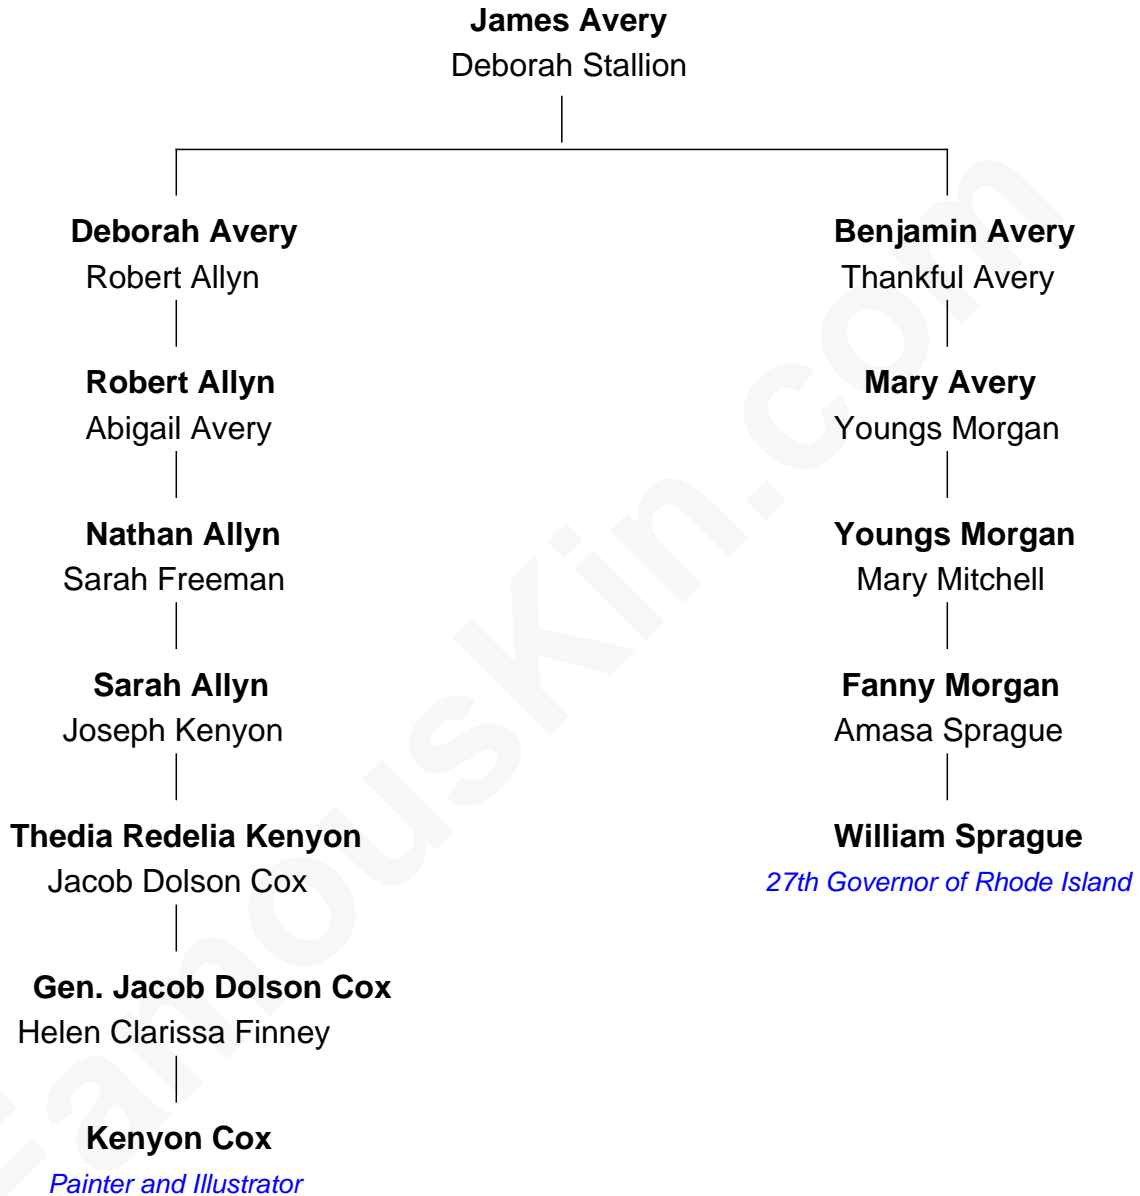 James Avery
Deborah Stallion
Deborah Avery
Robert Allyn
Benjamin Avery
Thankful Avery
Robert Allyn
Abigail Avery
Mary Avery
Youngs Morgan
Nathan Allyn
Sarah Freeman
Youngs Morgan
Mary Mitchell
Sarah Allyn
Joseph Kenyon
Fanny Morgan
Amasa Sprague
Thedia Redelia Kenyon
Jacob Dolson Cox
William Sprague
27th Governor of Rhode Island
Gen. Jacob Dolson Cox
Helen Clarissa Finney
Kenyon Cox
Painter and Illustrator
FamousKin.com